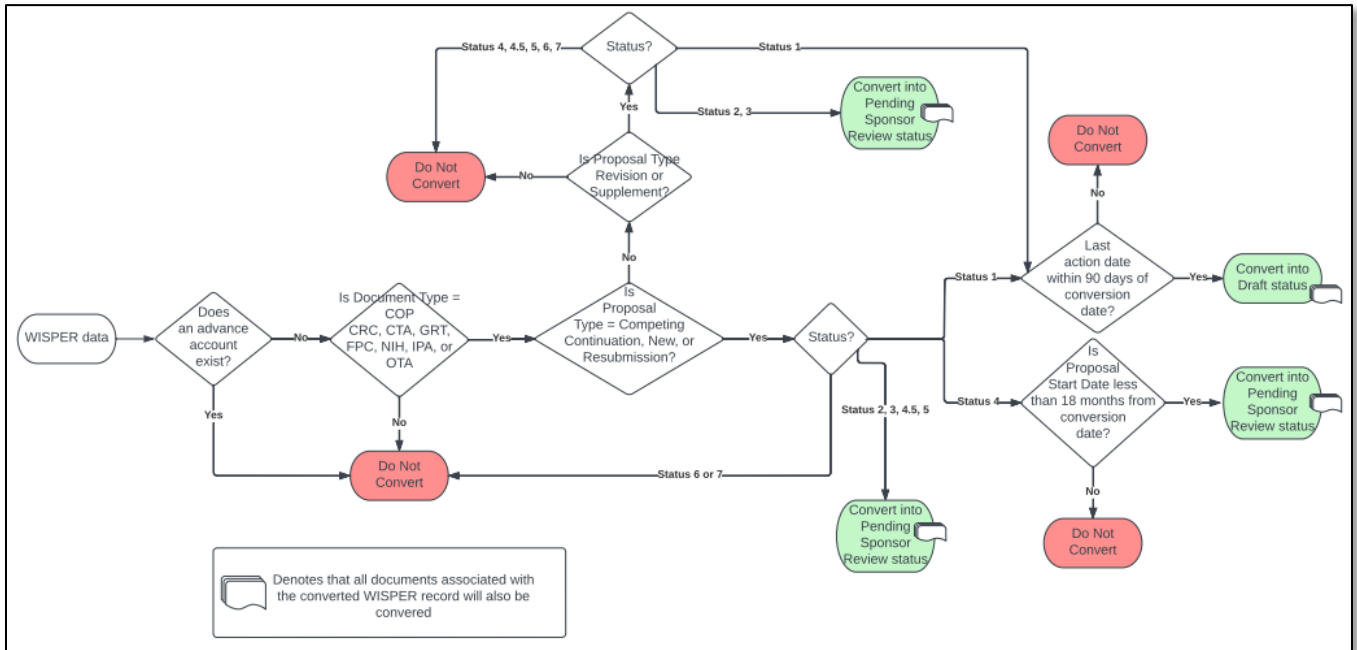 Status 4, 4.5, 5, 6, 7
Status?
Status 1
Status 2, 3
Convert into
Pending
Sponsor
Review status
Yes
Do Not
Convert
No
Is Proposal Type
Revision or
Supplement?
Do Not
Convert
No
No
Last
action date
within 90 days of
conversion
date?
Status 1
Yes
Convert into
Draft status
WISPER data
Does
an advance
account
exist?
No
Is Document Type =
COP
CRC, CTA, GRT,
FPC, NIH, IPA, or
OTA
Yes
Is
Proposal
Type = Competing
Continuation, New, or
Resubmission?
Yes
Status?
Is
Proposal
Start Date less
than 18 months from
conversion
date?
Status 4
Yes
Convert into
Pending
Sponsor
Review status
Yes
No
Status 2, 3, 4.5, 5
Do Not
Convert
Status 6 or 7
No
Convert into
Pending
Sponsor
Review status
Do Not
Convert
Denotes that all documents associated with
the converted WISPER record will also be
convered